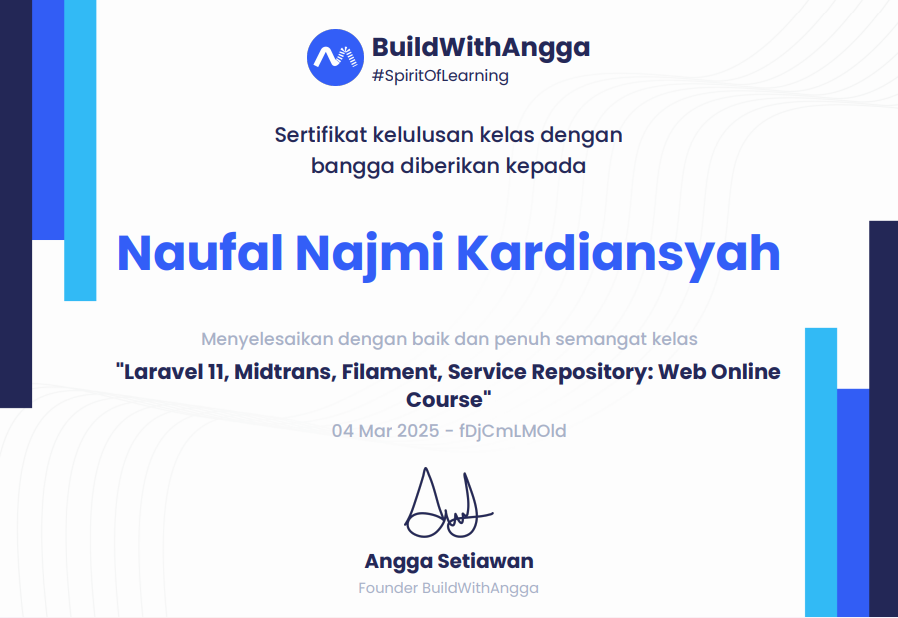 BuildWithAngga
#SpiritOfLearning
Sertifikat kelulusan kelas dengan
bangga diberikan kepada
Naufal Najmi Kardiansyah
Menyelesaikan dengan baik dan penuh semangat kelas
"Laravel 11, Midtrans, Filament, Service Repository: Web Online
Course"
04 Mar 2025 - fDjCmLMOld
Angga Setiawan
Founder BuildWithAngga